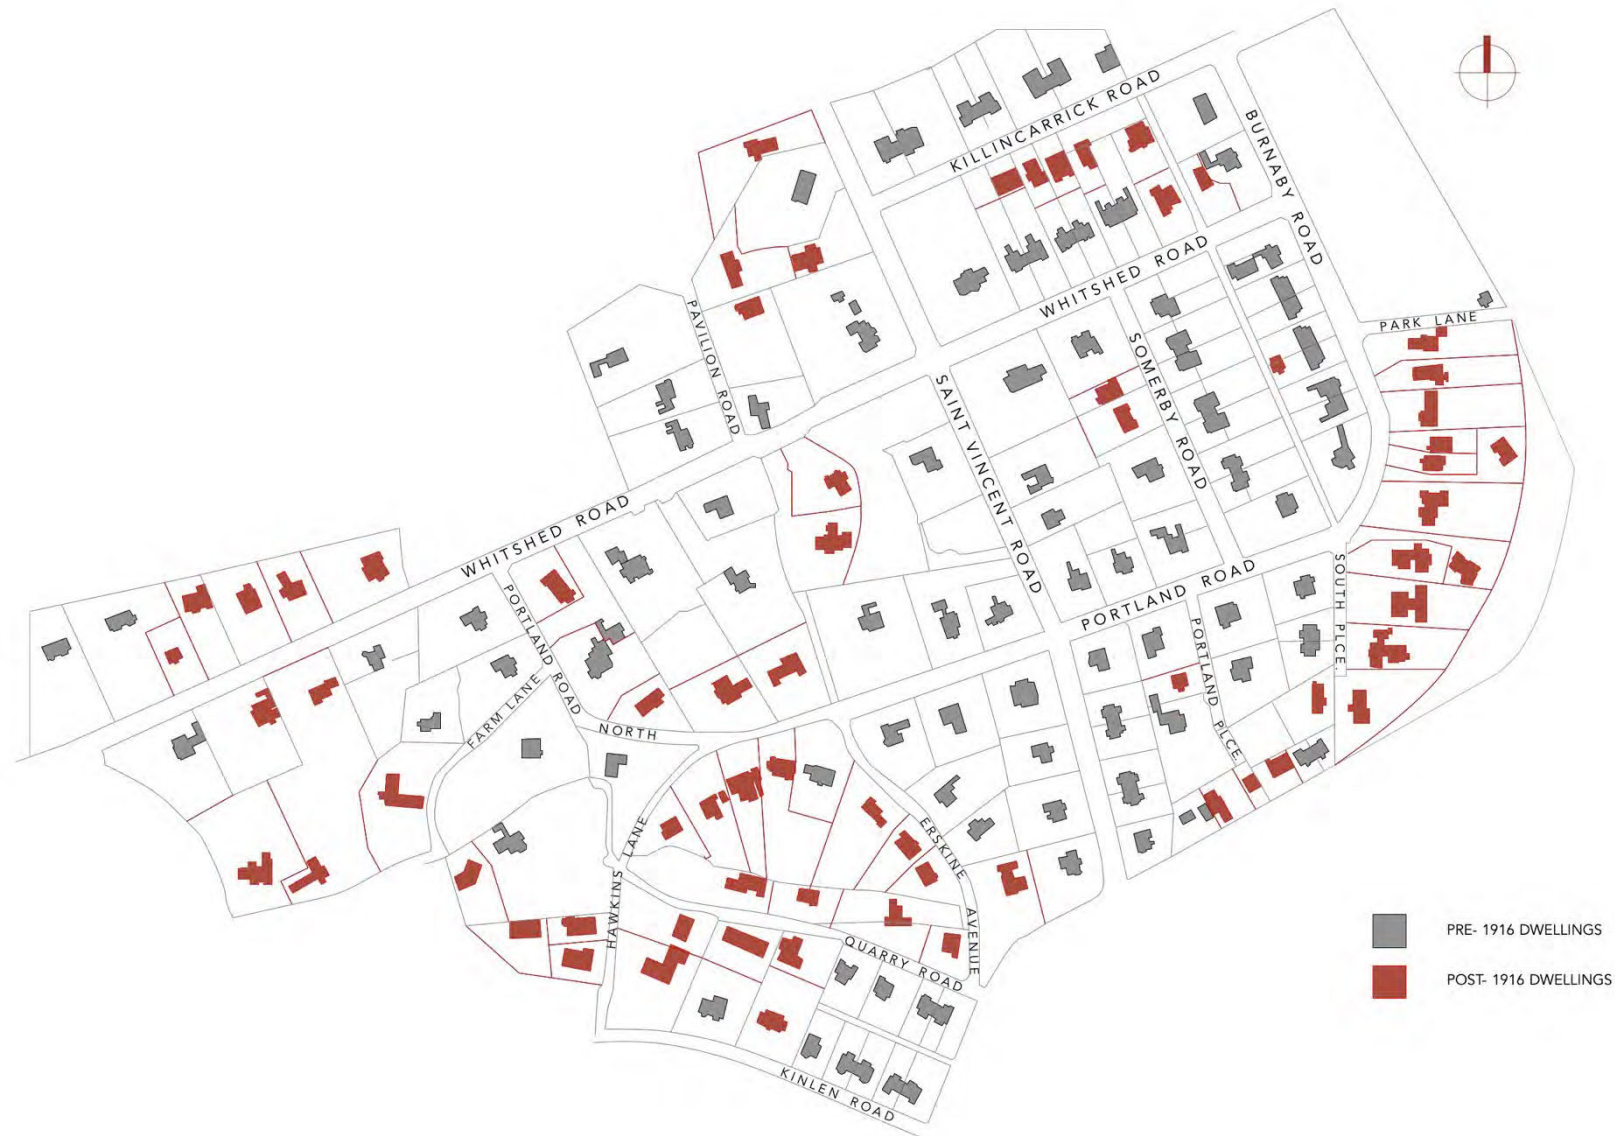 KILLINCARRICK ROAD
BURNABY ROAD
WHITSHED ROAD
PARK LANE
PAVILION ROAD
SOMERBY ROAD
SAINT VINCENT ROAD
WHITSHED ROAD
PORTLAND ROAD
SOUTH PLCE.
PORTLAND ROAD
PORTLAND PLCE.
FARM LANE
NORTH
ERSKINE AVENUE
HAWKINS LANE
QUARRY ROAD
KINLEN ROAD
PRE- 1916 DWELLINGS
POST- 1916 DWELLINGS